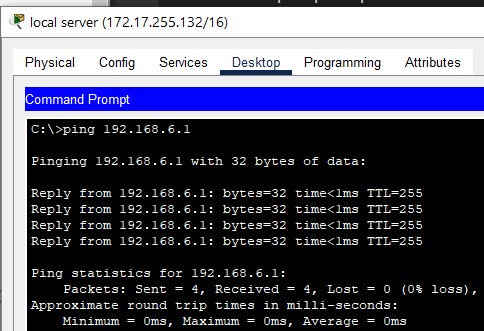 local server (172.17.255.132/16)
Physical Config Services Desktop Programming Attributes
Command Prompt
C:\>ping 192.168.6.1
Pinging 192.168.6.1 with 32 bytes of data:
Reply from 192.168.6.1: bytes=32 time<1ms TTL=255
Reply from 192.168.6.1: bytes=32 time<1ms TTL=255
Reply from 192.168.6.1: bytes=32 time<1ms TTL=255
Reply from 192.168.6.1: bytes=32 time<1ms TTL=255
Ping statistics for 192.168.6.1:
Packets: Sent = 4, Received = 4, Lost = 0 (0% loss),
Approximate round trip times in milli-seconds:
Minimum = 0ms, Maximum = 0ms, Average = 0ms